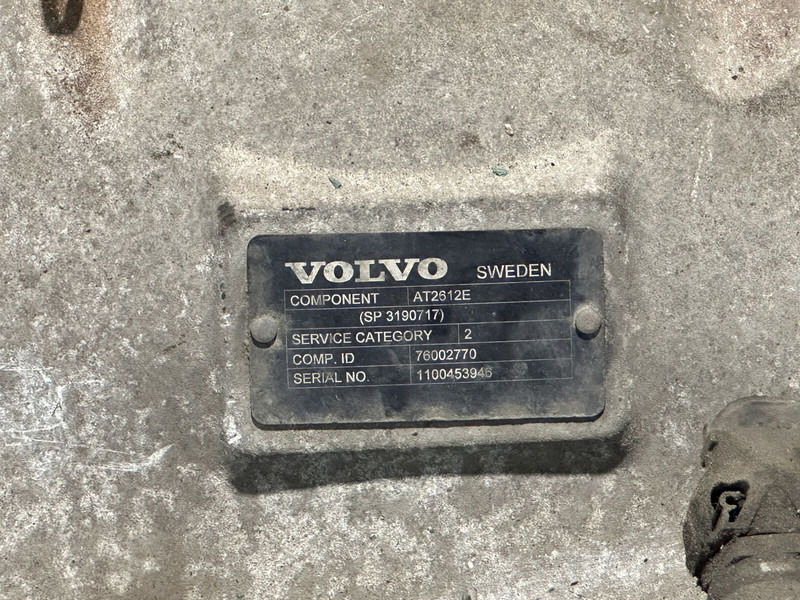 VOLVO SWEDEN
COMPONENT AT2612E
(SP 3190717)
SERVICE CATEGORY 2
COMP. ID 76002770
SERIAL NO. 1100453946